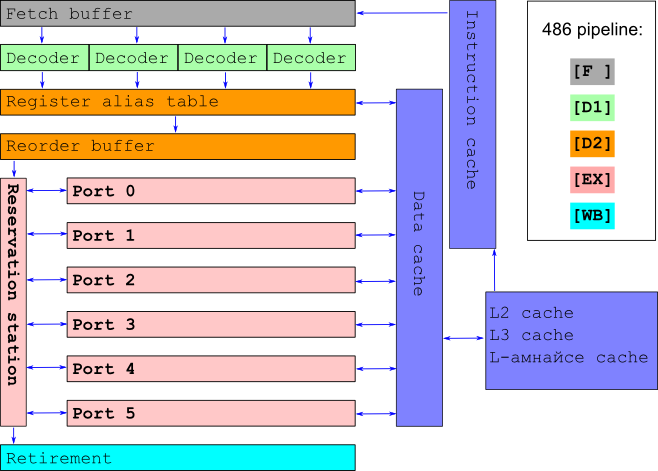 Fetch buffer
Decoder Decoder Decoder Decoder
Register alias table
Reorder buffer
Reservation station
Port 0
Port 1
Port 2
Port 3
Port 4
Port 5
Retirement
Data cache
Instruction cache
L2 cache
L3 cache
L-амнайсе cache
486 pipeline:
[F ]
[D1]
[D2]
[EX]
[WB]